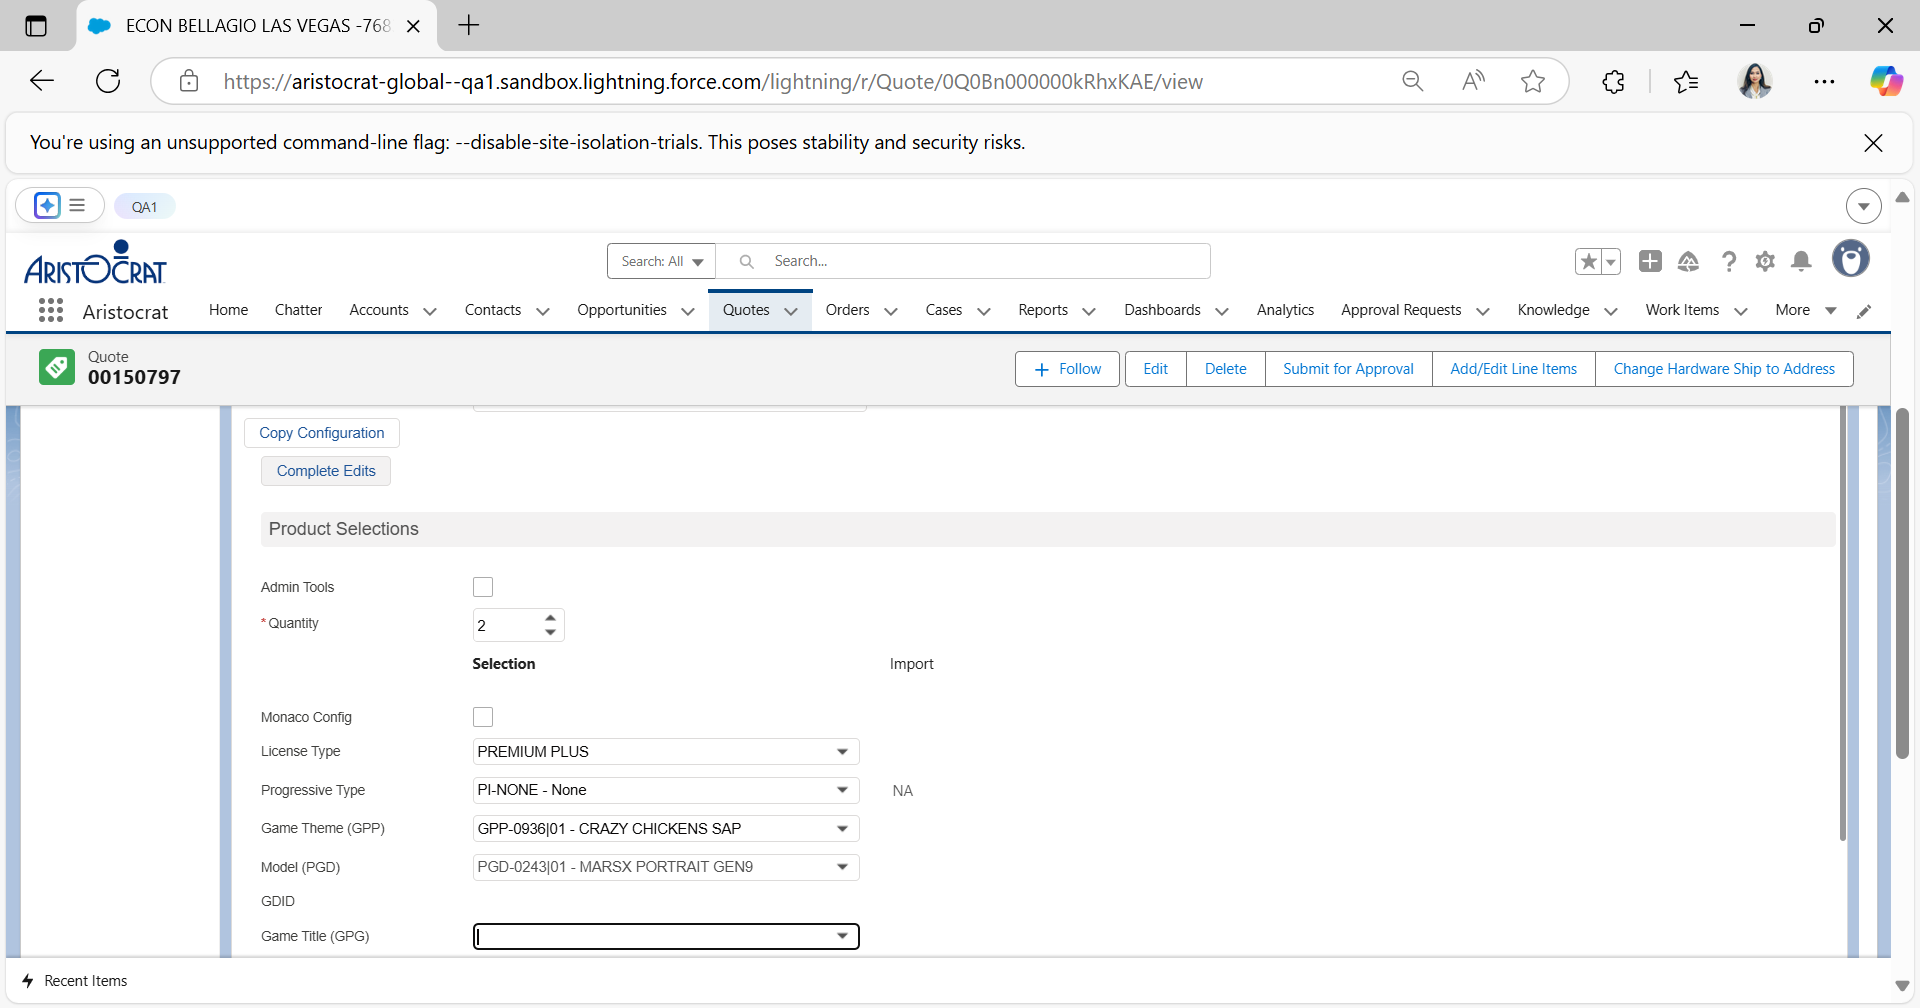 ECON BELLAGIO LAS VEGAS -768
https://aristocrat-global--qa1.sandbox.lightning.force.com/lightning/r/Quote/0Q0Bn000000kRhxKAE/view
You're using an unsupported command-line flag: --disable-site-isolation-trials. This poses stability and security risks.
QA1
ARISTOCRAT
Search: All
Search...
Aristocrat
Home Chatter Accounts Contacts Opportunities Quotes Orders Cases Reports Dashboards Analytics Approval Requests Knowledge Work Items More
Quote
00150797
Follow Edit Delete Submit for Approval Add/Edit Line Items Change Hardware Ship to Address
Copy Configuration
Complete Edits
Product Selections
Admin Tools
*Quantity 2
Selection Import
Monaco Config
License Type PREMIUM PLUS
Progressive Type PI-NONE - None NA
Game Theme (GPP) GPP-0936|01 - CRAZY CHICKENS SAP
Model (PGD) PGD-0243|01 - MARSX PORTRAIT GEN9
GDID
Game Title (GPG)
Recent Items